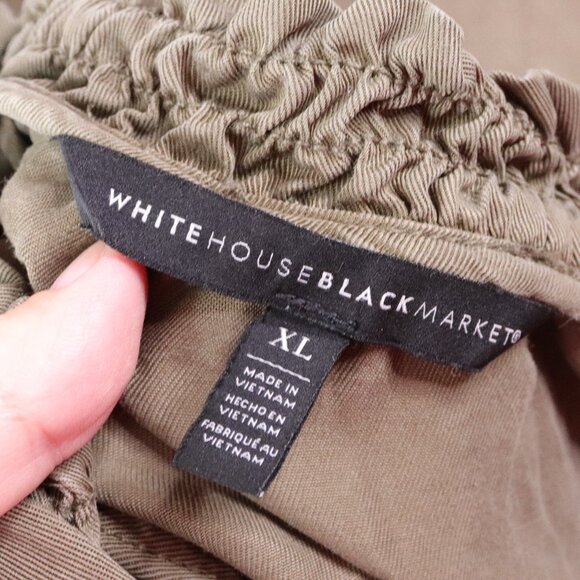 WHITEHOUSEBLACKMARKET®
XL
MADE IN
VIETNAM
HECHO EN
VIETNAM
FABRIQUÉ AU
VIETNAM